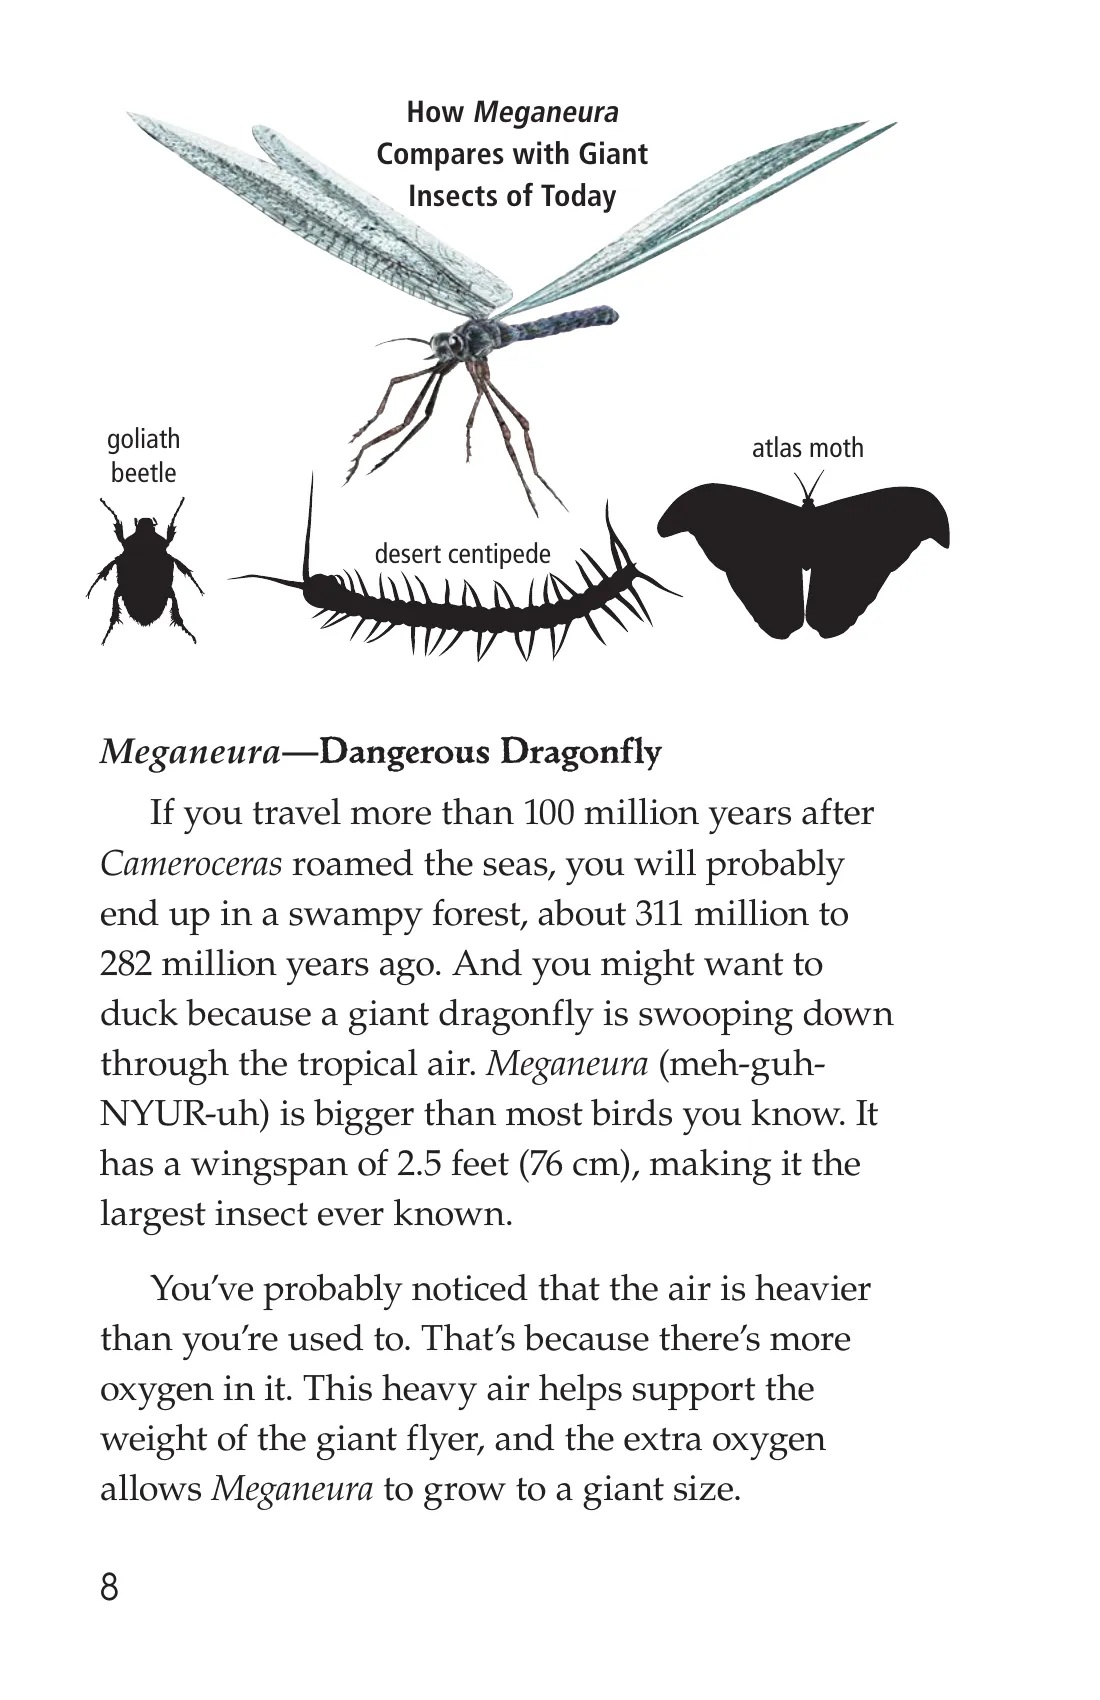 How Meganeura
Compares with Giant
Insects of Today
goliath
beetle
atlas moth
desert centipede
Meganeura—Dangerous Dragonfly
If you travel more than 100 million years after
Cameroceras roamed the seas, you will probably
end up in a swampy forest, about 311 million to
282 million years ago. And you might want to
duck because a giant dragonfly is swooping down
through the tropical air. Meganeura (meh-guh-
NYUR-uh) is bigger than most birds you know. It
has a wingspan of 2.5 feet (76 cm), making it the
largest insect ever known.
You’ve probably noticed that the air is heavier
than you’re used to. That’s because there’s more
oxygen in it. This heavy air helps support the
weight of the giant flyer, and the extra oxygen
allows Meganeura to grow to a giant size.
8